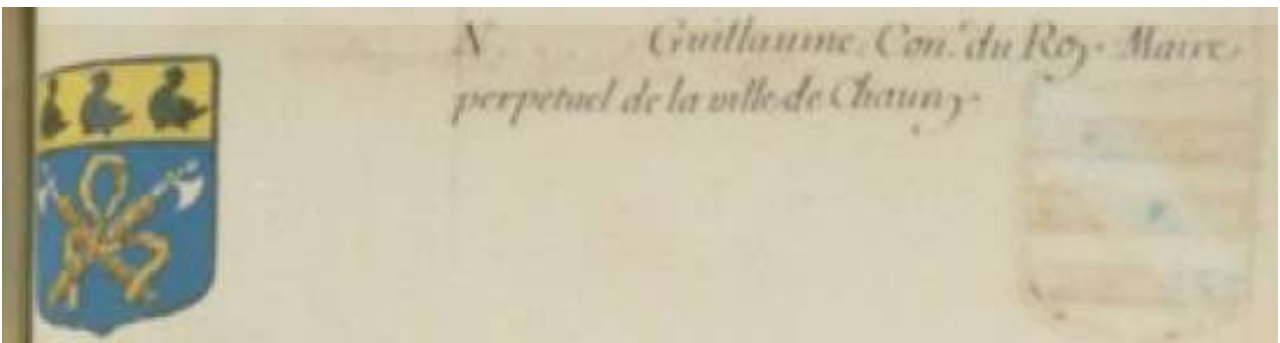 N. . . . . Guillaume, Con.r du Roy. Maire
perpetuel de la ville de Chauny.